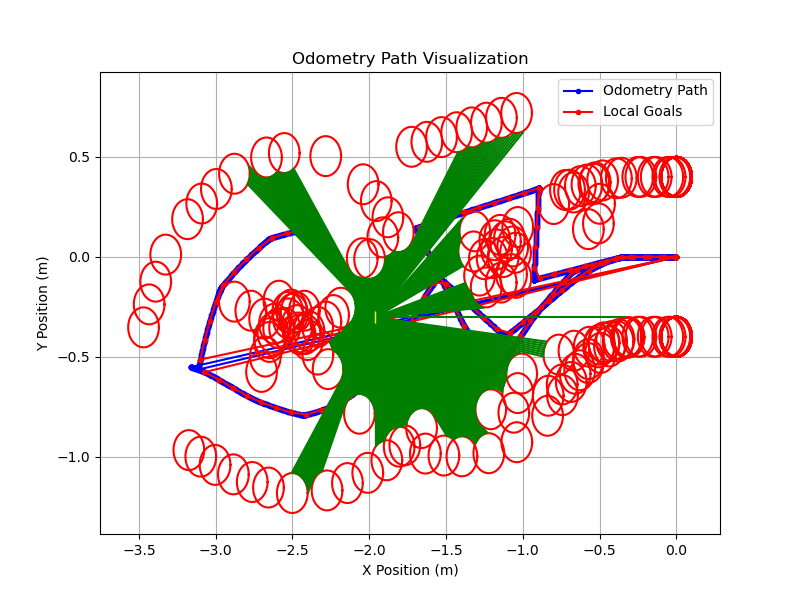 Odometry Path Visualization
Odometry Path
Local Goals
Y Position (m)
0.5
0.0
−0.5
−1.0
−3.5 −3.0 −2.5 −2.0 −1.5 −1.0 −0.5 0.0
X Position (m)